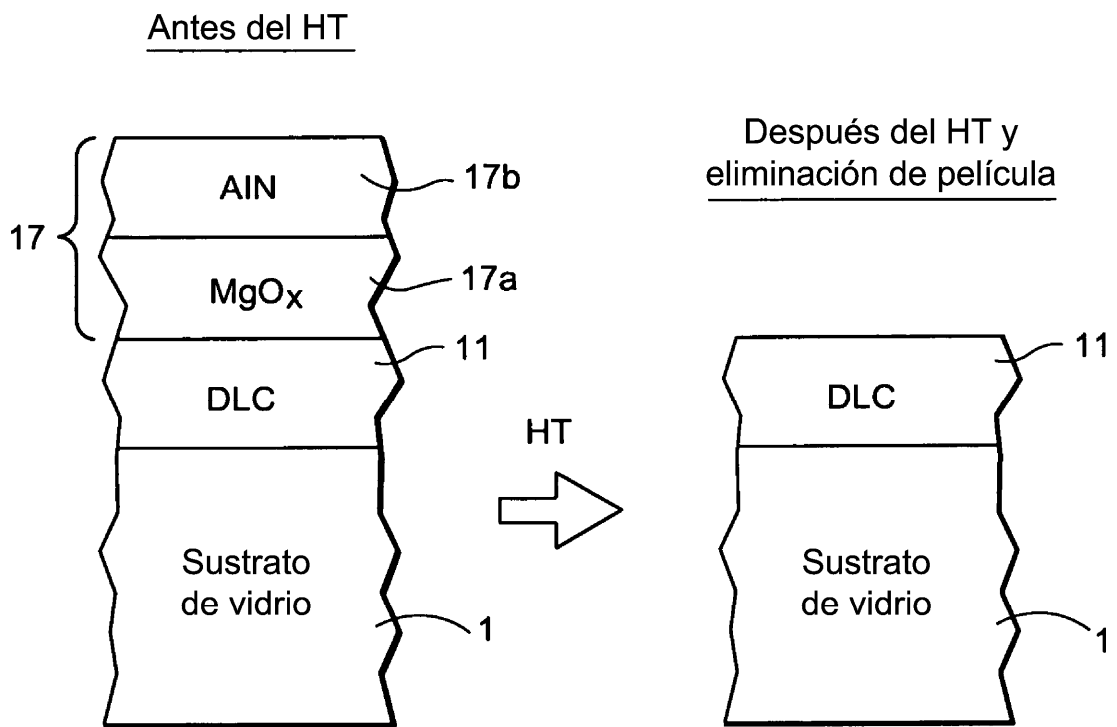 Antes del HT
AlN
17b
17
MgOx
17a
DLC
11
Sustrato
de vidrio
1
HT
Después del HT y
eliminación de película
DLC
11
Sustrato
de vidrio
1